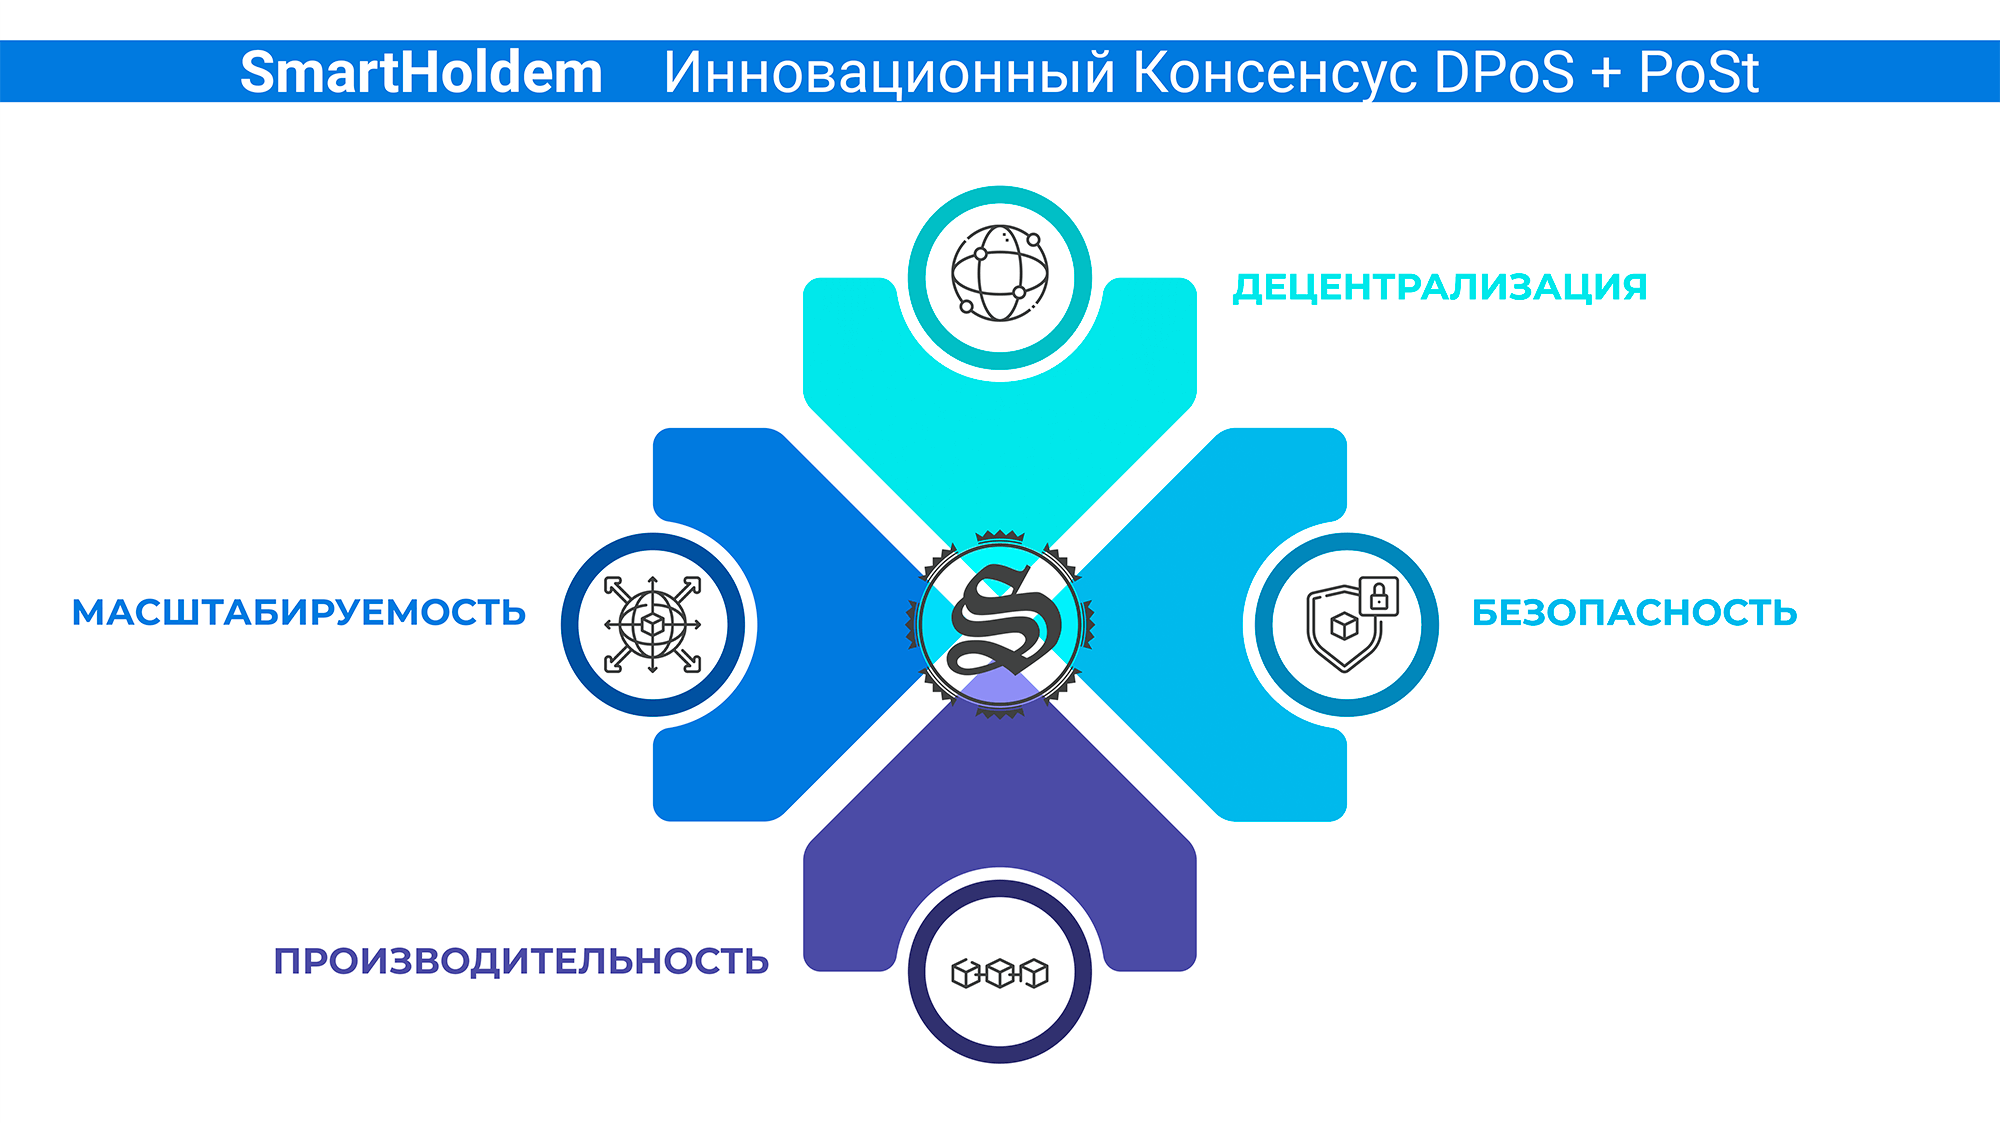 SmartHoldem Инновационный Консенсус DPoS + PoSt
ДЕЦЕНТРАЛИЗАЦИЯ
МАСШТАБИРУЕМОСТЬ
БЕЗОПАСНОСТЬ
ПРОИЗВОДИТЕЛЬНОСТЬ